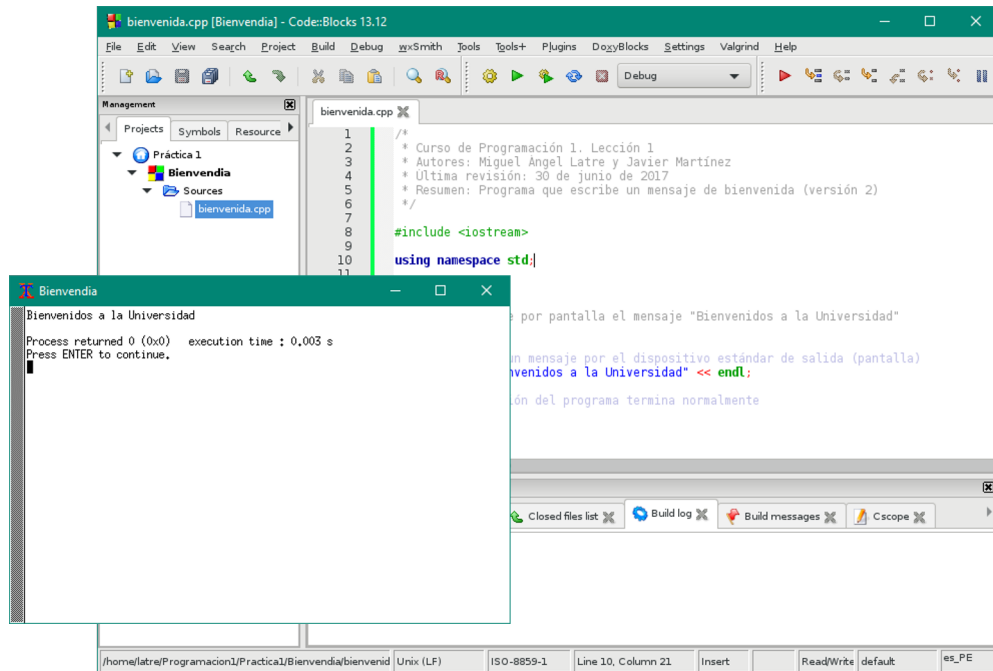 bienvenida.cpp [Bienvendia] - Code::Blocks 13.12
File Edit View Search Project Build Debug wxSmith Tools Tools+ Plugins DoxyBlocks Settings Valgrind Help
Debug
Management
Projects Symbols Resource
Práctica 1
Bienvendia
Sources
bienvenida.cpp
bienvenida.cpp
1 /*
2 * Curso de Programación 1. Lección 1
3 * Autores: Miguel Ángel Latre y Javier Martínez
4 * Última revisión: 30 de junio de 2017
5 * Resumen: Programa que escribe un mensaje de bienvenida (versión 2)
6 */
7
8 #include <iostream>
9
10 using namespace std;
11
e por pantalla el mensaje "Bienvenidos a la Universidad"
un mensaje por el dispositivo estándar de salida (pantalla)
nvenidos a la Universidad" << endl;
ión del programa termina normalmente
Bienvendia
Bienvenidos a la Universidad
Process returned 0 (0x0) execution time : 0.003 s
Press ENTER to continue.
Closed files list Build log Build messages Cscope
/home/latre/Programacion1/Practica1/Bienvendia/bienvenid Unix (LF) ISO-8859-1 Line 10, Column 21 Insert Read/Write default es_PE